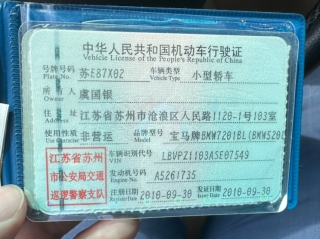 中华人民共和国机动车行驶证
Vehicle License of the People's Republic of China
号牌号码 苏E87X02 车辆类型 小型轿车
Plate No. Vehicle Type
所有人 虞国银
Owner
住址 江苏省苏州市沧浪区人民路1120-1号103室
Address
使用性质 非营运 品牌型号 宝马牌BMW7201BL(BMW520
Use Character Model
江苏省苏州
市公安局交通
巡逻警察支队
车辆识别代号
VIN
发动机号码 A5261735
Engine No.
注册日期 2010-09-30 发证日期 2010-09-30
Register Date Issue Date